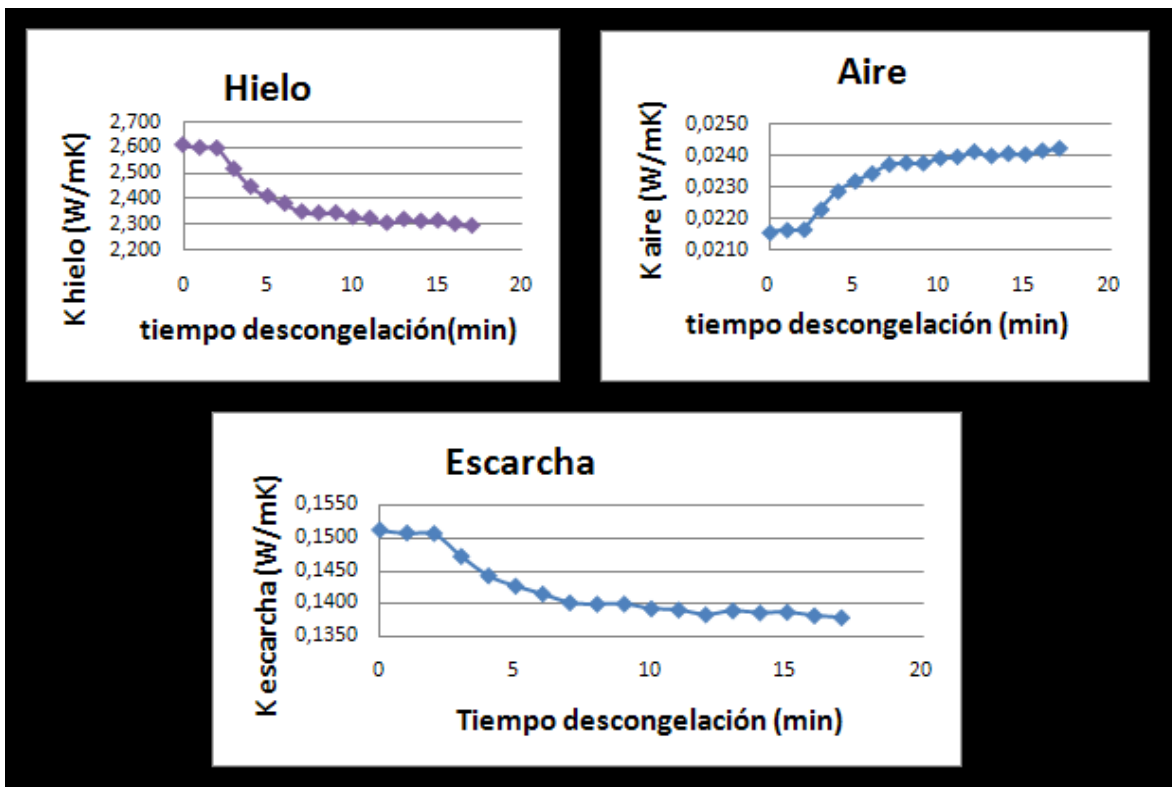 Hielo
K hielo (W/mK)
2,700
2,600
2,500
2,400
2,300
2,200
0 5 10 15 20
tiempo descongelación(min)
Aire
K aire (W/mK)
0,0250
0,0240
0,0230
0,0220
0,0210
0 5 10 15 20
tiempo descongelación (min)
Escarcha
K escarcha (W/mK)
0,1550
0,1500
0,1450
0,1400
0,1350
0 5 10 15 20
Tiempo descongelación (min)